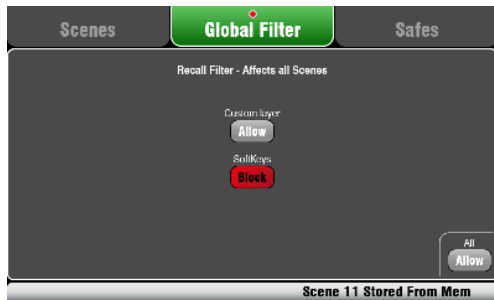 Scenes Global Filter Safes
Recall Filter - Affects all Scenes
Custom layer
Allow
SoftKeys
Block
All
Allow
Scene 11 Stored From Mem